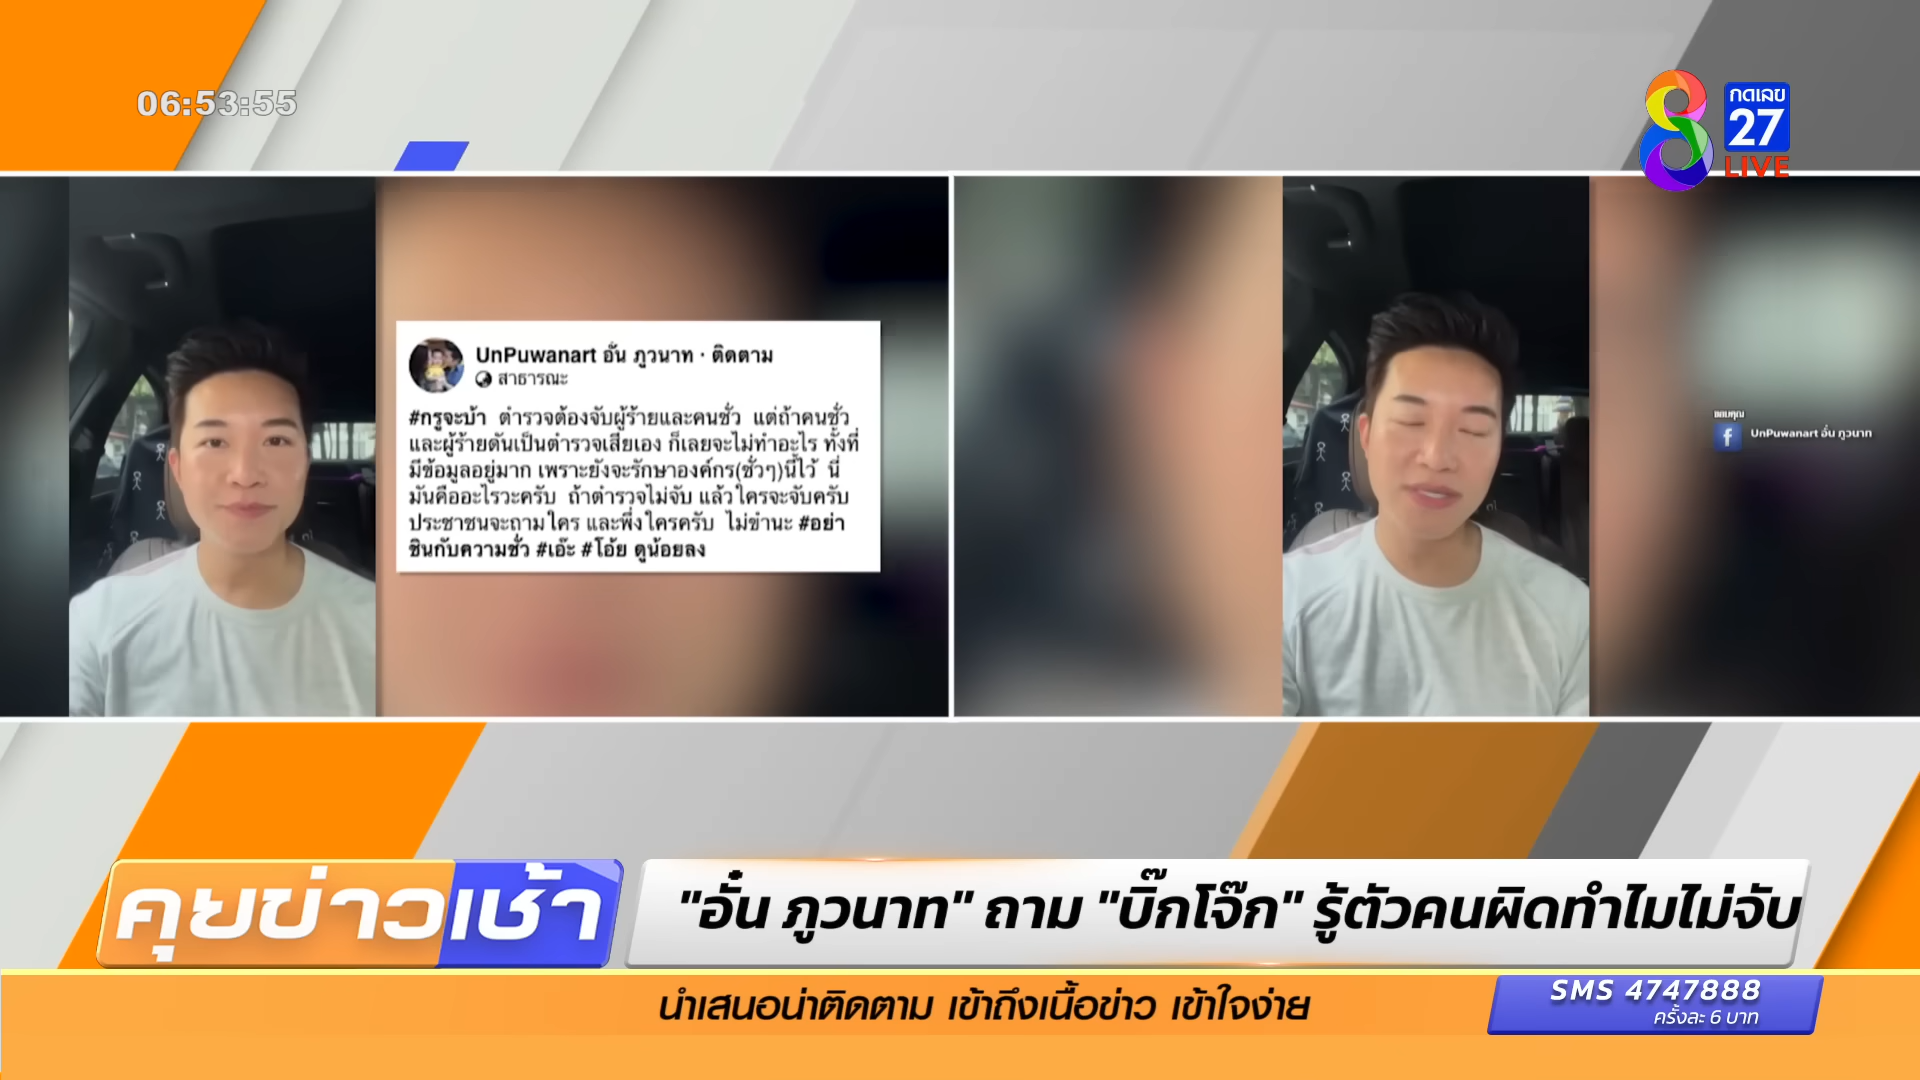 06:53:55
กดเลข
27
LIVE
UnPuwanart อั๋น ภูวนาท · ติดตาม
สาธารณะ
#กรูจะบ้า ตำรวจต้องจับผู้ร้ายและคนชั่ว แต่ถ้าคนชั่ว
และผู้ร้ายดันเป็นตำรวจเสียเอง ก็เลยจะไม่ทำอะไร ทั้งที่
มีข้อมูลอยู่มาก เพราะยังจะรักษาองค์กร(ชั่วๆ)นี้ไว้ นี่
มันคืออะไรวะครับ ถ้าตำรวจไม่จับ แล้วใครจะจับครับ
ประชาชนจะถามใคร และพึ่งใครครับ ไม่ขำนะ #อย่า
ชินกับความชั่ว #เอ๊ะ #โอ้ย ดูน้อยลง
ขอบคุณ
f UnPuwanart อั๋น ภูวนาท
คุยข่าวเช้า
"อั๋น ภูวนาท" ถาม "บิ๊กโจ๊ก" รู้ตัวคนผิดทำไมไม่จับ
นำเสนอน่าติดตาม เข้าถึงเนื้อข่าว เข้าใจง่าย
SMS 4747888
ครั้งละ 6 บาท